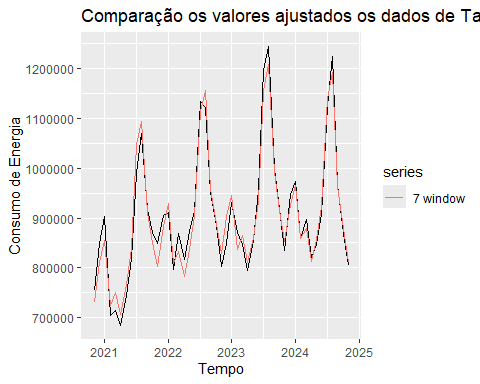 Comparação os valores ajustados os dados de Ta
Consumo de Energia
1200000
1100000
1000000
900000
800000
700000
2021
2022
2023
2024
2025
Tempo
series
7 window